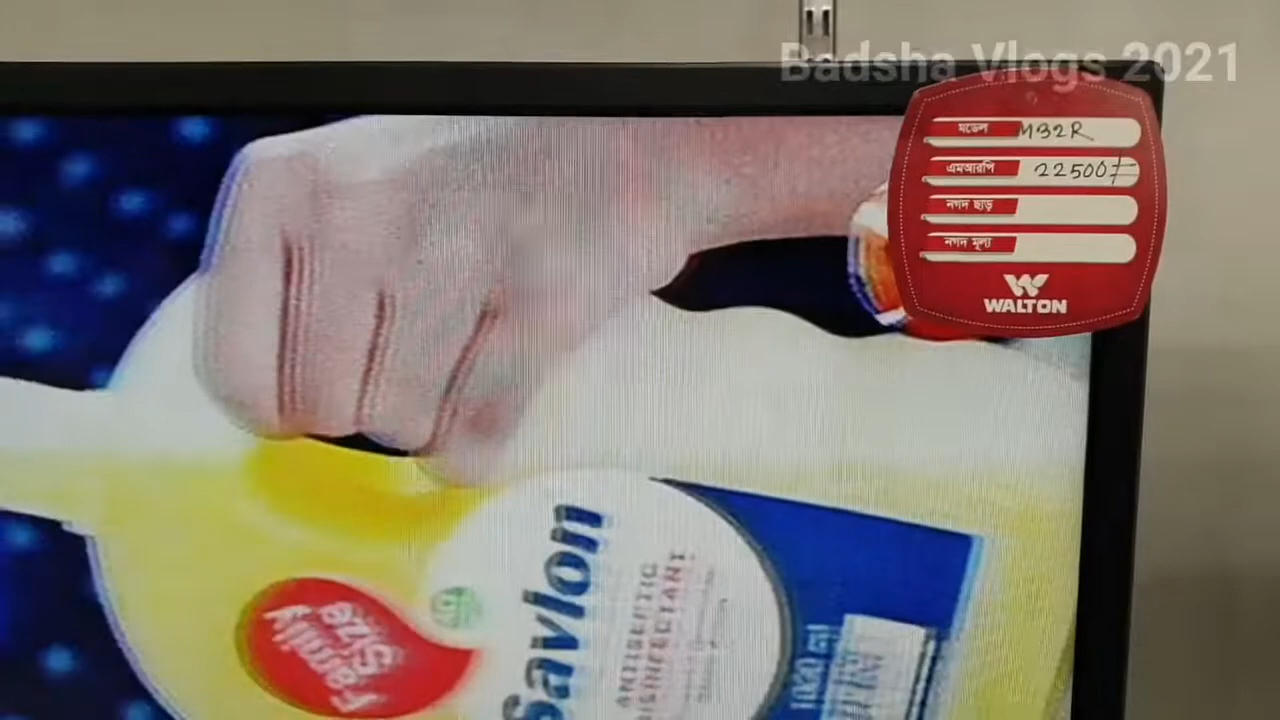 Badsha Vlogs 2021
মডেল M32R
এমআরপি 22500/=
নগদ ছাড়
নগদ মূল্য
WALTON
Savlon
ANTISEPTIC
DISINFECTANT
Family
Size